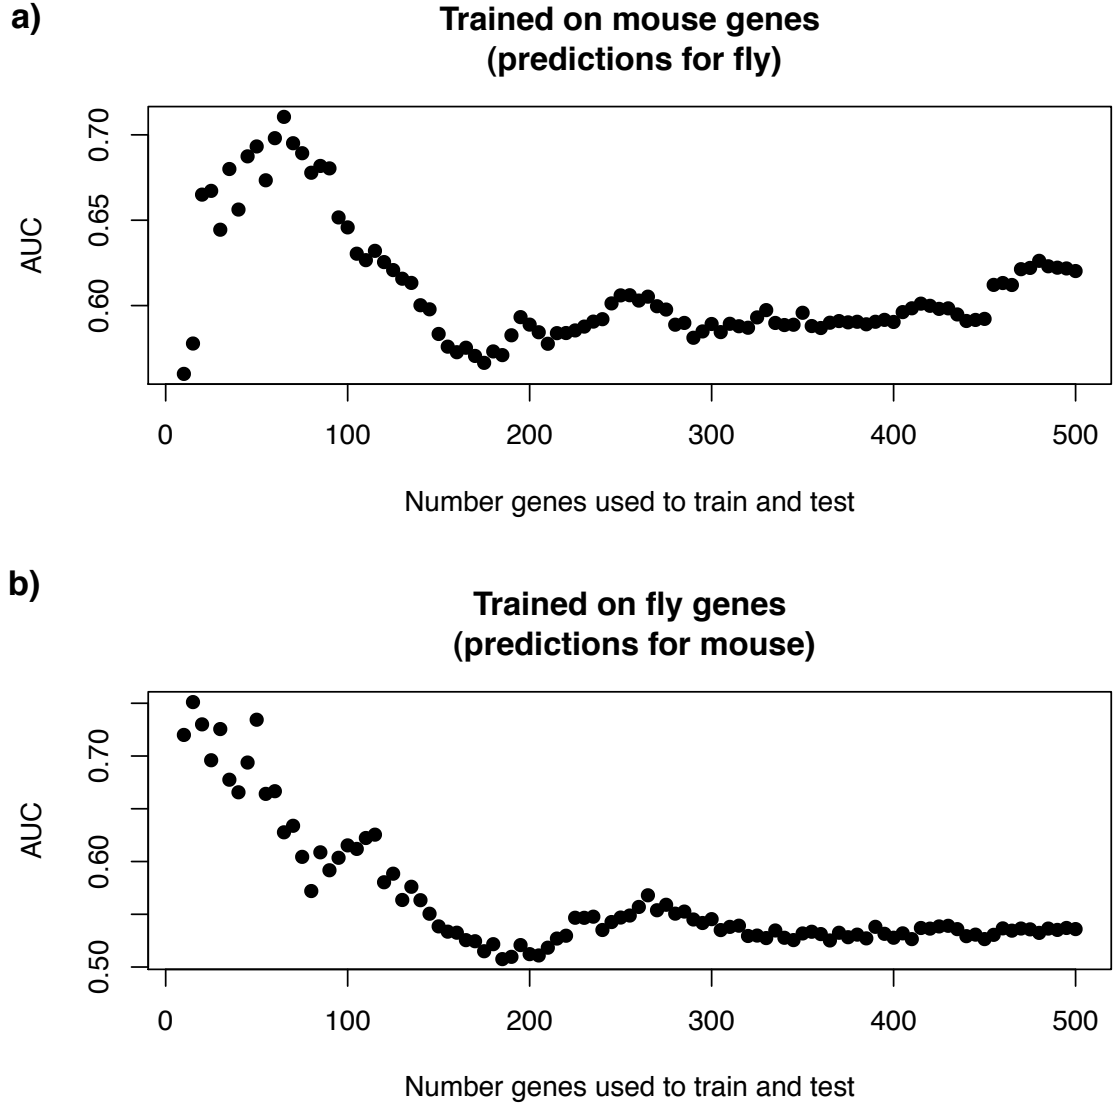 a)
Trained on mouse genes
(predictions for fly)
AUC
0.70
0.65
0.60
0 100 200 300 400 500
Number genes used to train and test
b)
Trained on fly genes
(predictions for mouse)
AUC
0.70
0.60
0.50
0 100 200 300 400 500
Number genes used to train and test